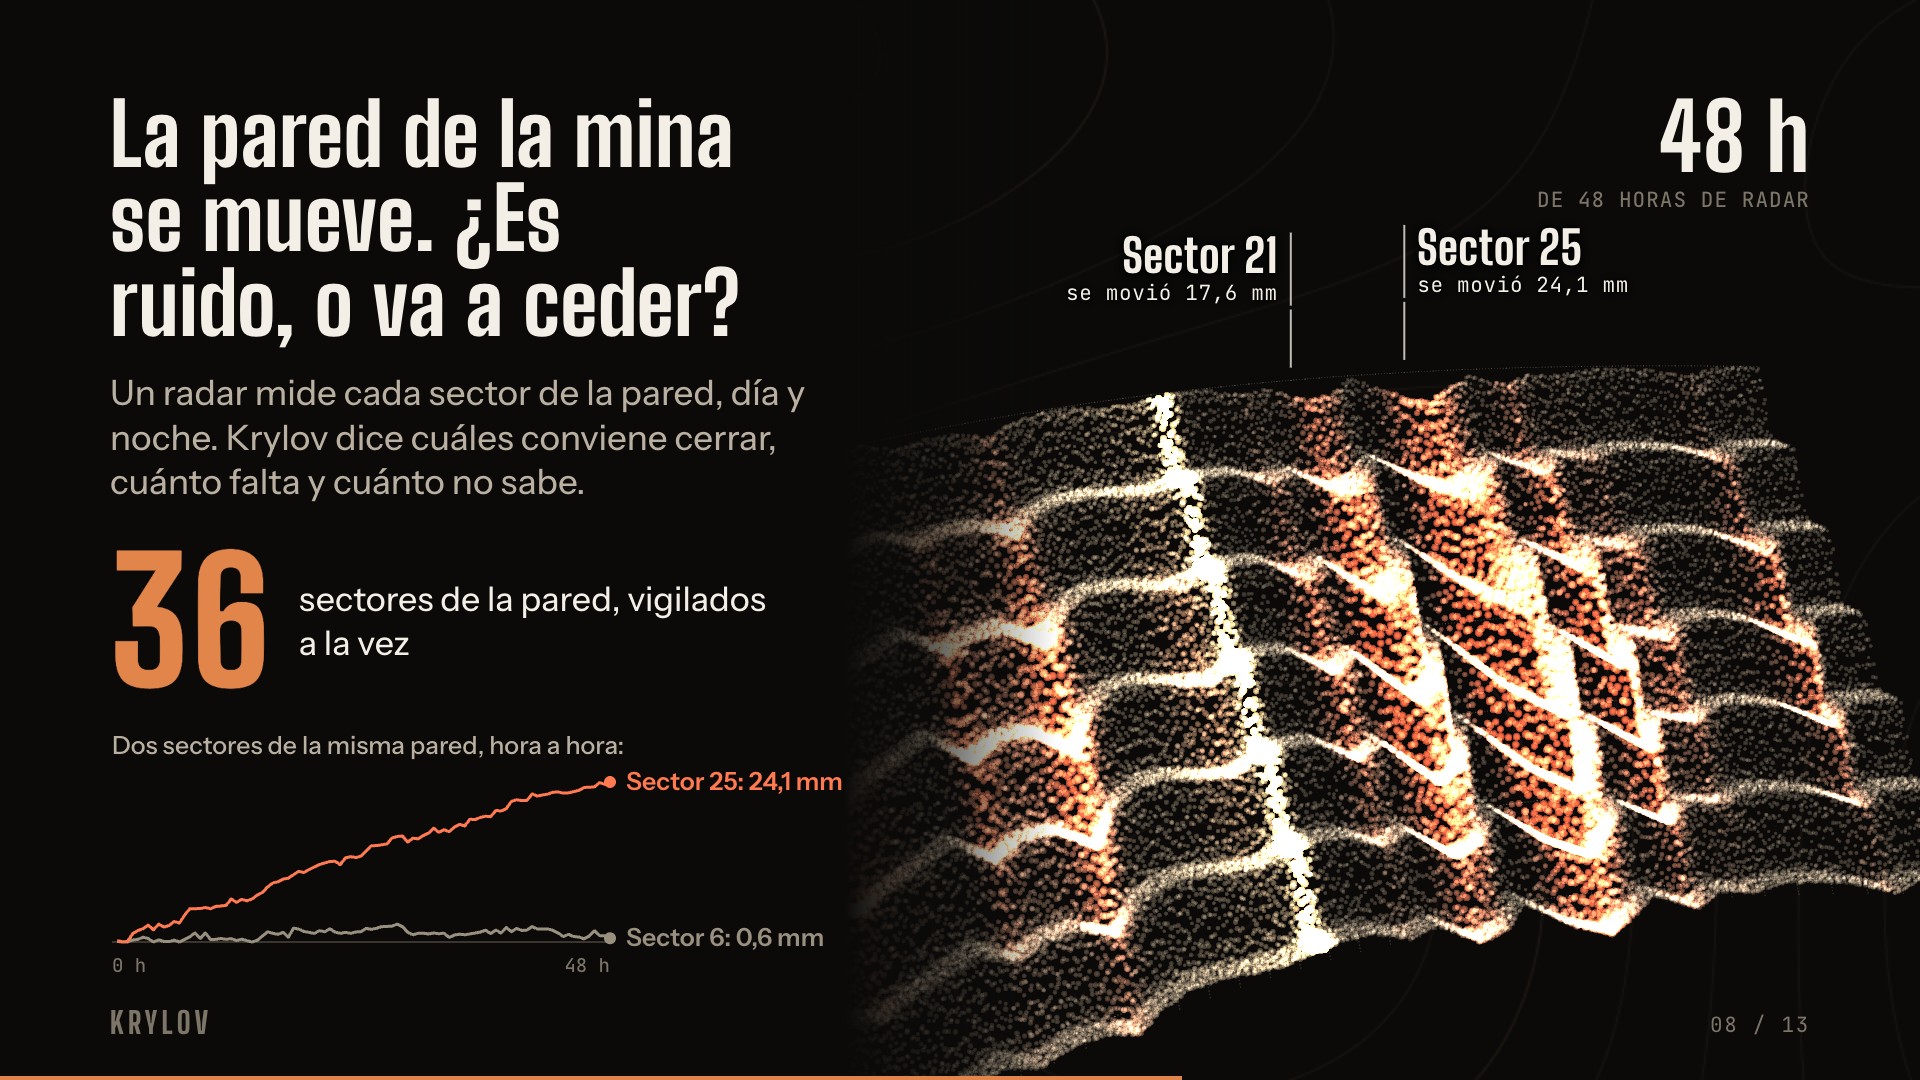 La pared de la mina
se mueve. ¿Es
ruido, o va a ceder?
Un radar mide cada sector de la pared, día y
noche. Krylov dice cuáles conviene cerrar,
cuánto falta y cuánto no sabe.
36
sectores de la pared, vigilados
a la vez
Dos sectores de la misma pared, hora a hora:
Sector 25: 24,1 mm
Sector 6: 0,6 mm
0 h
48 h
48 h
DE 48 HORAS DE RADAR
Sector 21
se movió 17,6 mm
Sector 25
se movió 24,1 mm
KRYLOV
08 / 13